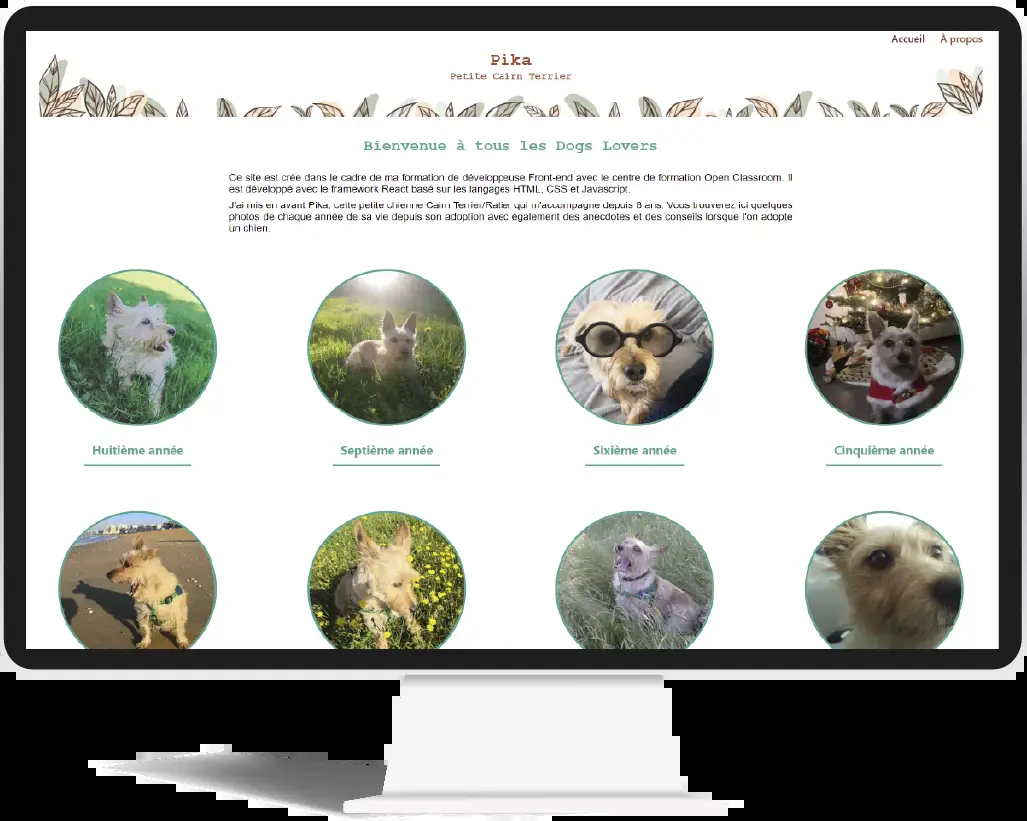 Accueil À propos
Pika
Petite Cairn Terrier
Bienvenue à tous les Dogs Lovers
Ce site est crée dans le cadre de ma formation de développeuse Front-end avec le centre de formation Open Classroom. Il
est développé avec le framework React basé sur les langages HTML, CSS et Javascript.
J'ai mis en avant Pika, cette petite chienne Cairn Terrier/Ratier qui m'accompagne depuis 8 ans. Vous trouverez ici quelques
photos de chaque année de sa vie depuis son adoption avec également des anecdotes et des conseils lorsque l'on adopte
un chien.
Huitième année
Septième année
Sixième année
Cinquième année